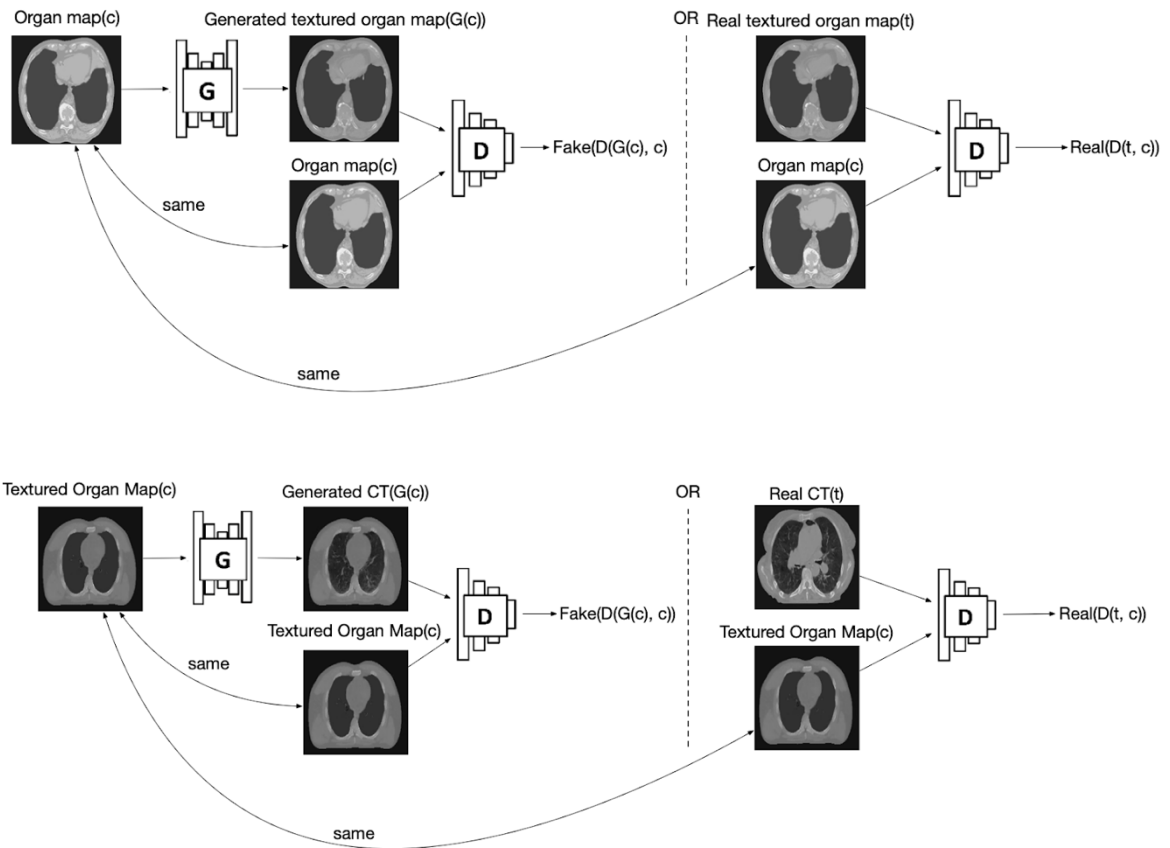 Organ map(c)
Generated textured organ map(G(c))
OR
Real textured organ map(t)
G
D
Fake(D(G(c), c)
D
Real(D(t, c))
Organ map(c)
Organ map(c)
same
same
Textured Organ Map(c)
Generated CT(G(c))
OR
Real CT(t)
G
D
Fake(D(G(c), c))
D
Real(D(t, c))
Textured Organ Map(c)
Textured Organ Map(c)
same
same